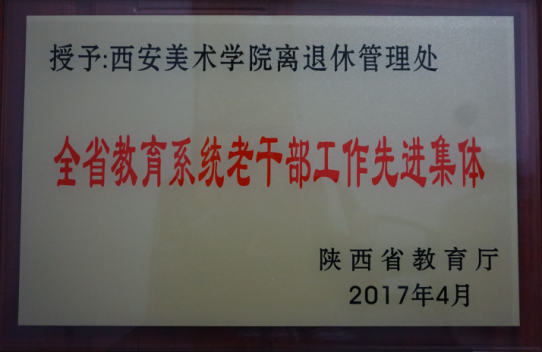 授予:西安美术学院离退休管理处
全省教育系统老干部工作先进集体
陕西省教育厅
2017年4月